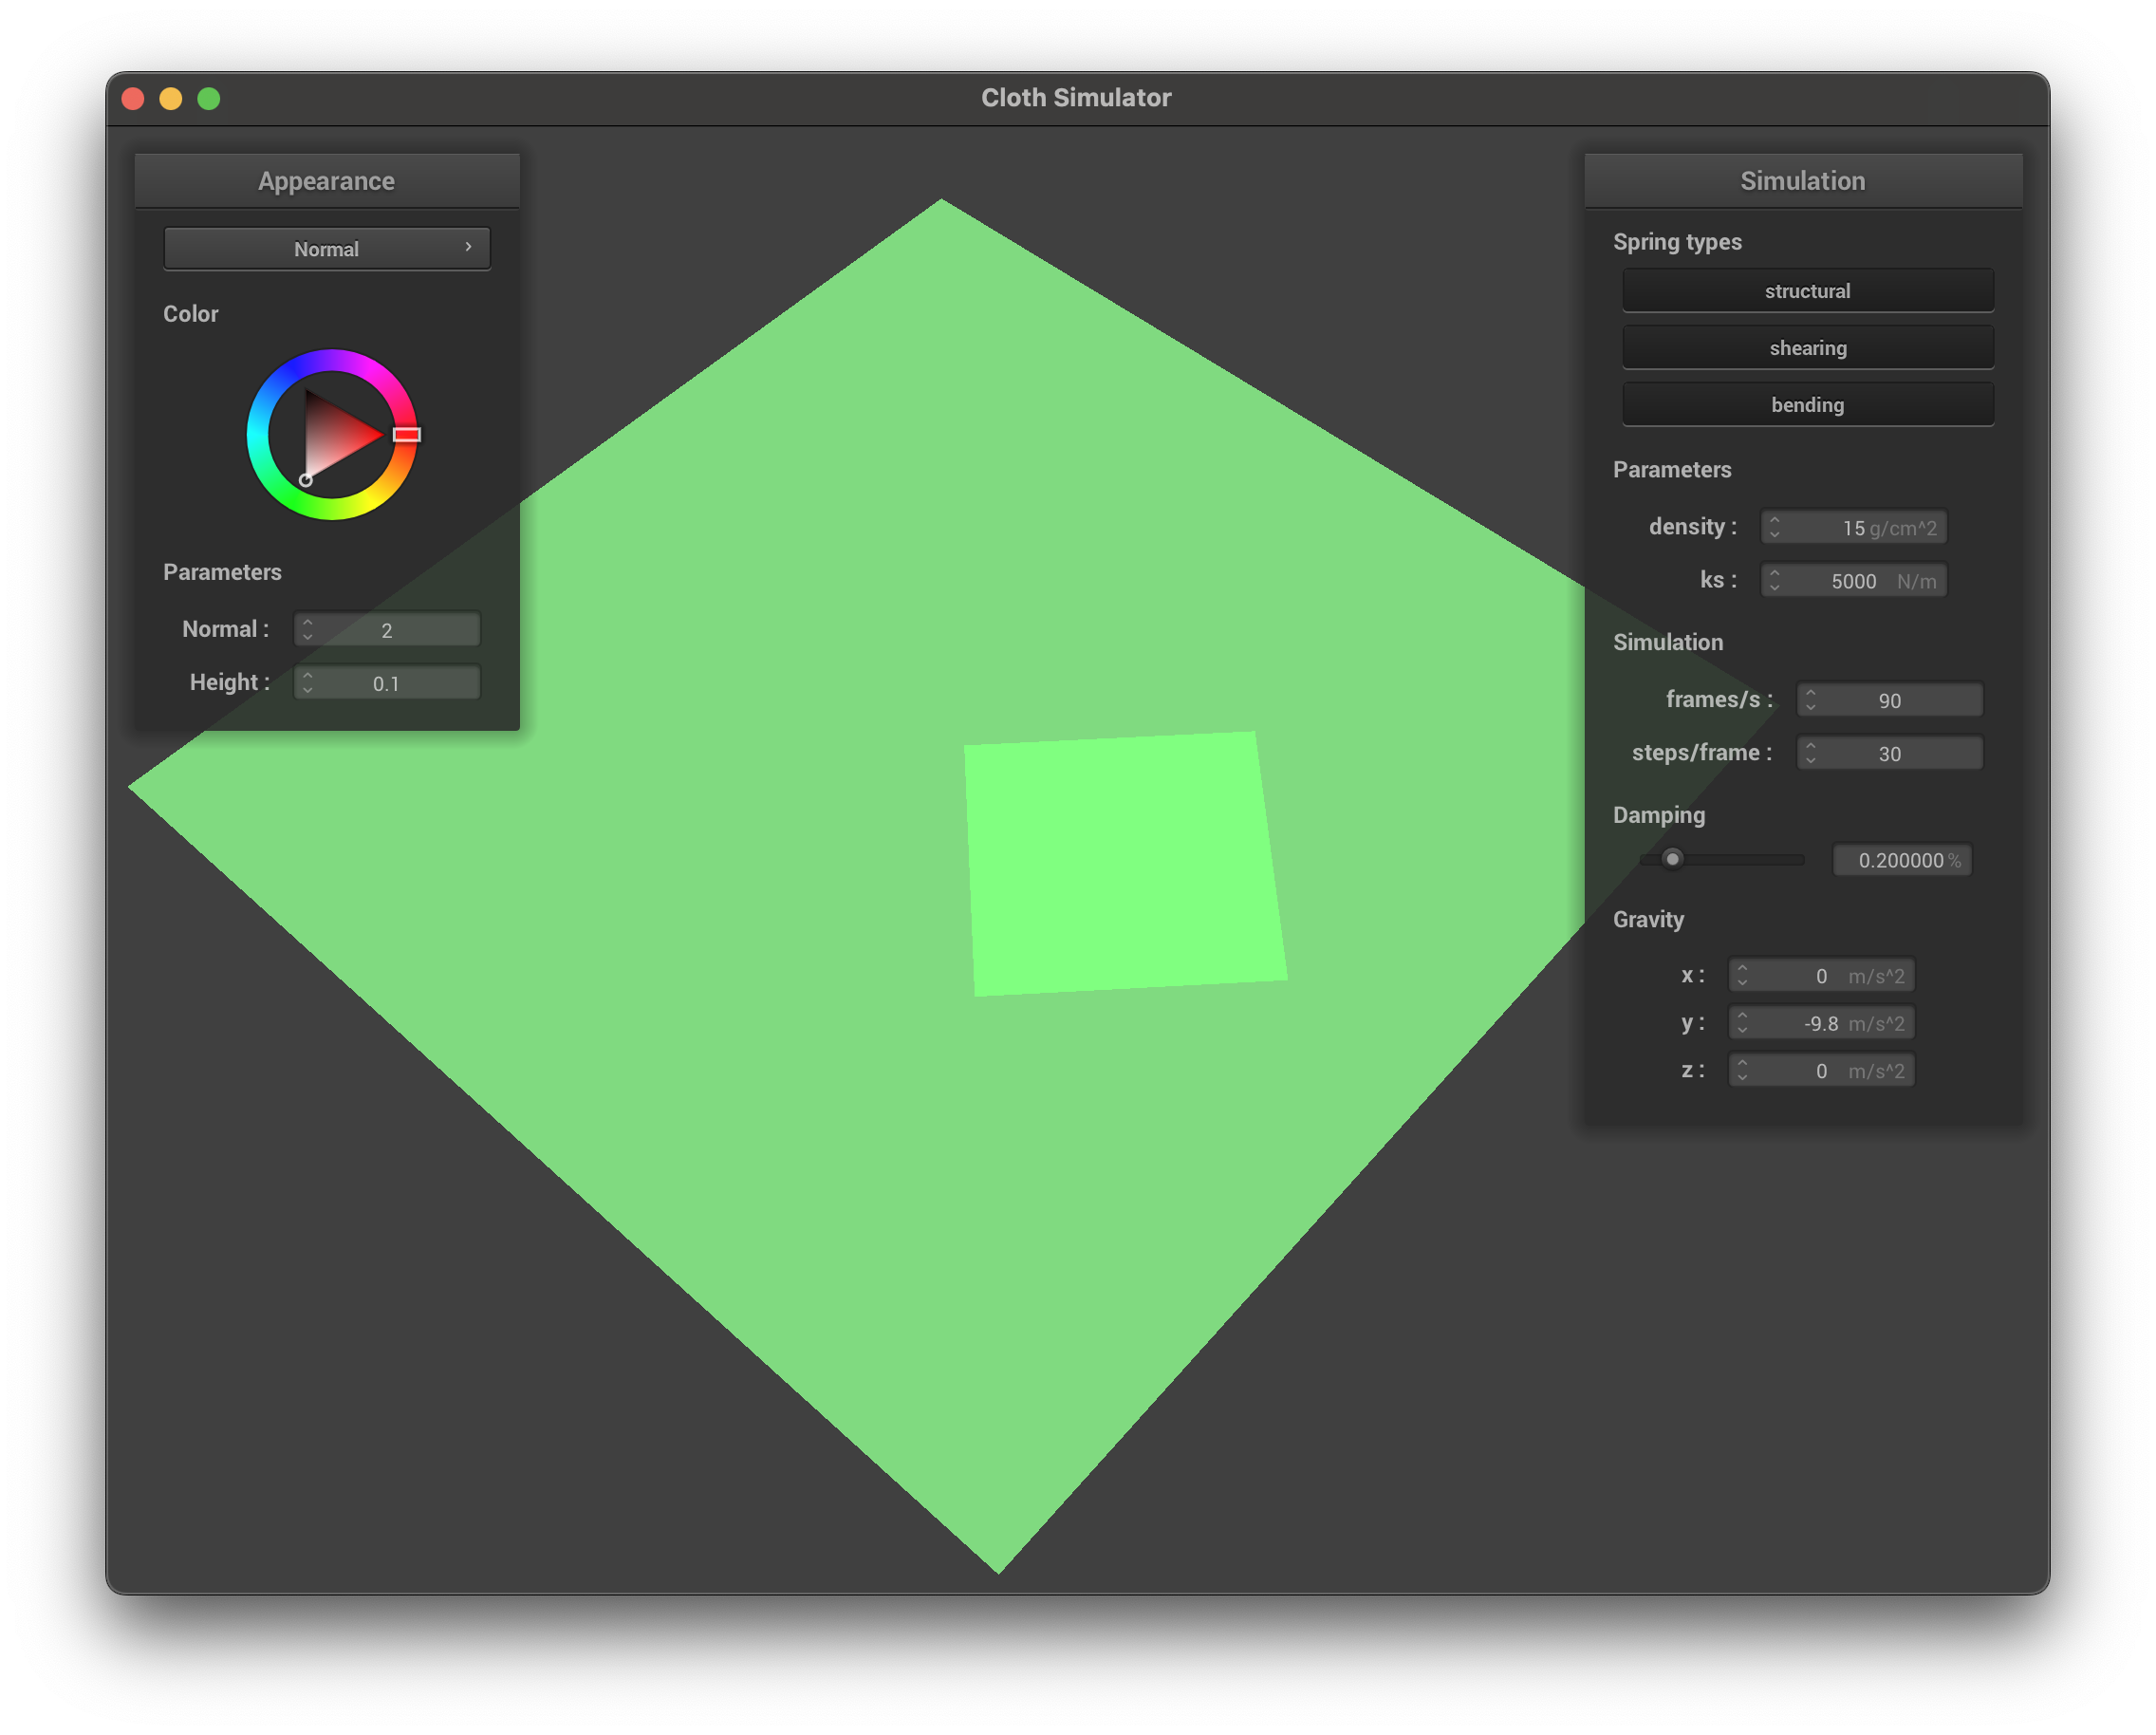 Cloth Simulator
Appearance
Normal
Color
Parameters
Normal : 2
Height : 0.1
Simulation
Spring types
structural
shearing
bending
Parameters
density : 15 g/cm^2
ks : 5000 N/m
Simulation
frames/s : 90
steps/frame : 30
Damping
0.200000 %
Gravity
x : 0 m/s^2
y : -9.8 m/s^2
z : 0 m/s^2